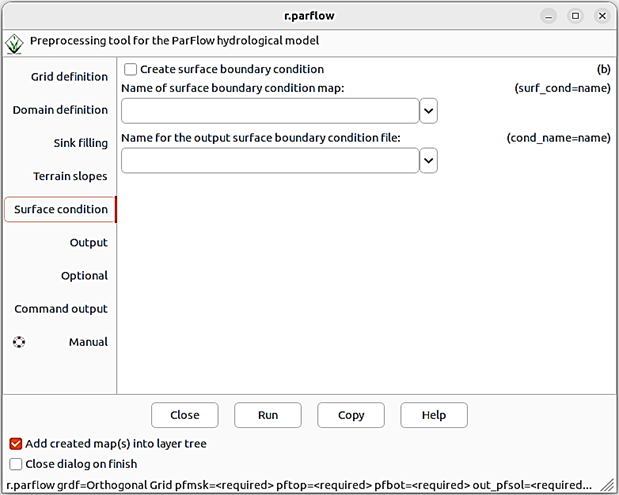 r.parflow
Preprocessing tool for the ParFlow hydrological model
Grid definition
Domain definition
Sink filling
Terrain slopes
Surface condition
Output
Optional
Command output
Manual
Create surface boundary condition (b)
Name of surface boundary condition map: (surf_cond=name)
Name for the output surface boundary condition file: (cond_name=name)
Close Run Copy Help
Add created map(s) into layer tree
Close dialog on finish
r.parflow grdf=Orthogonal Grid pfmsk=<required> pftop=<required> pfbot=<required> out_pfsol=<required...